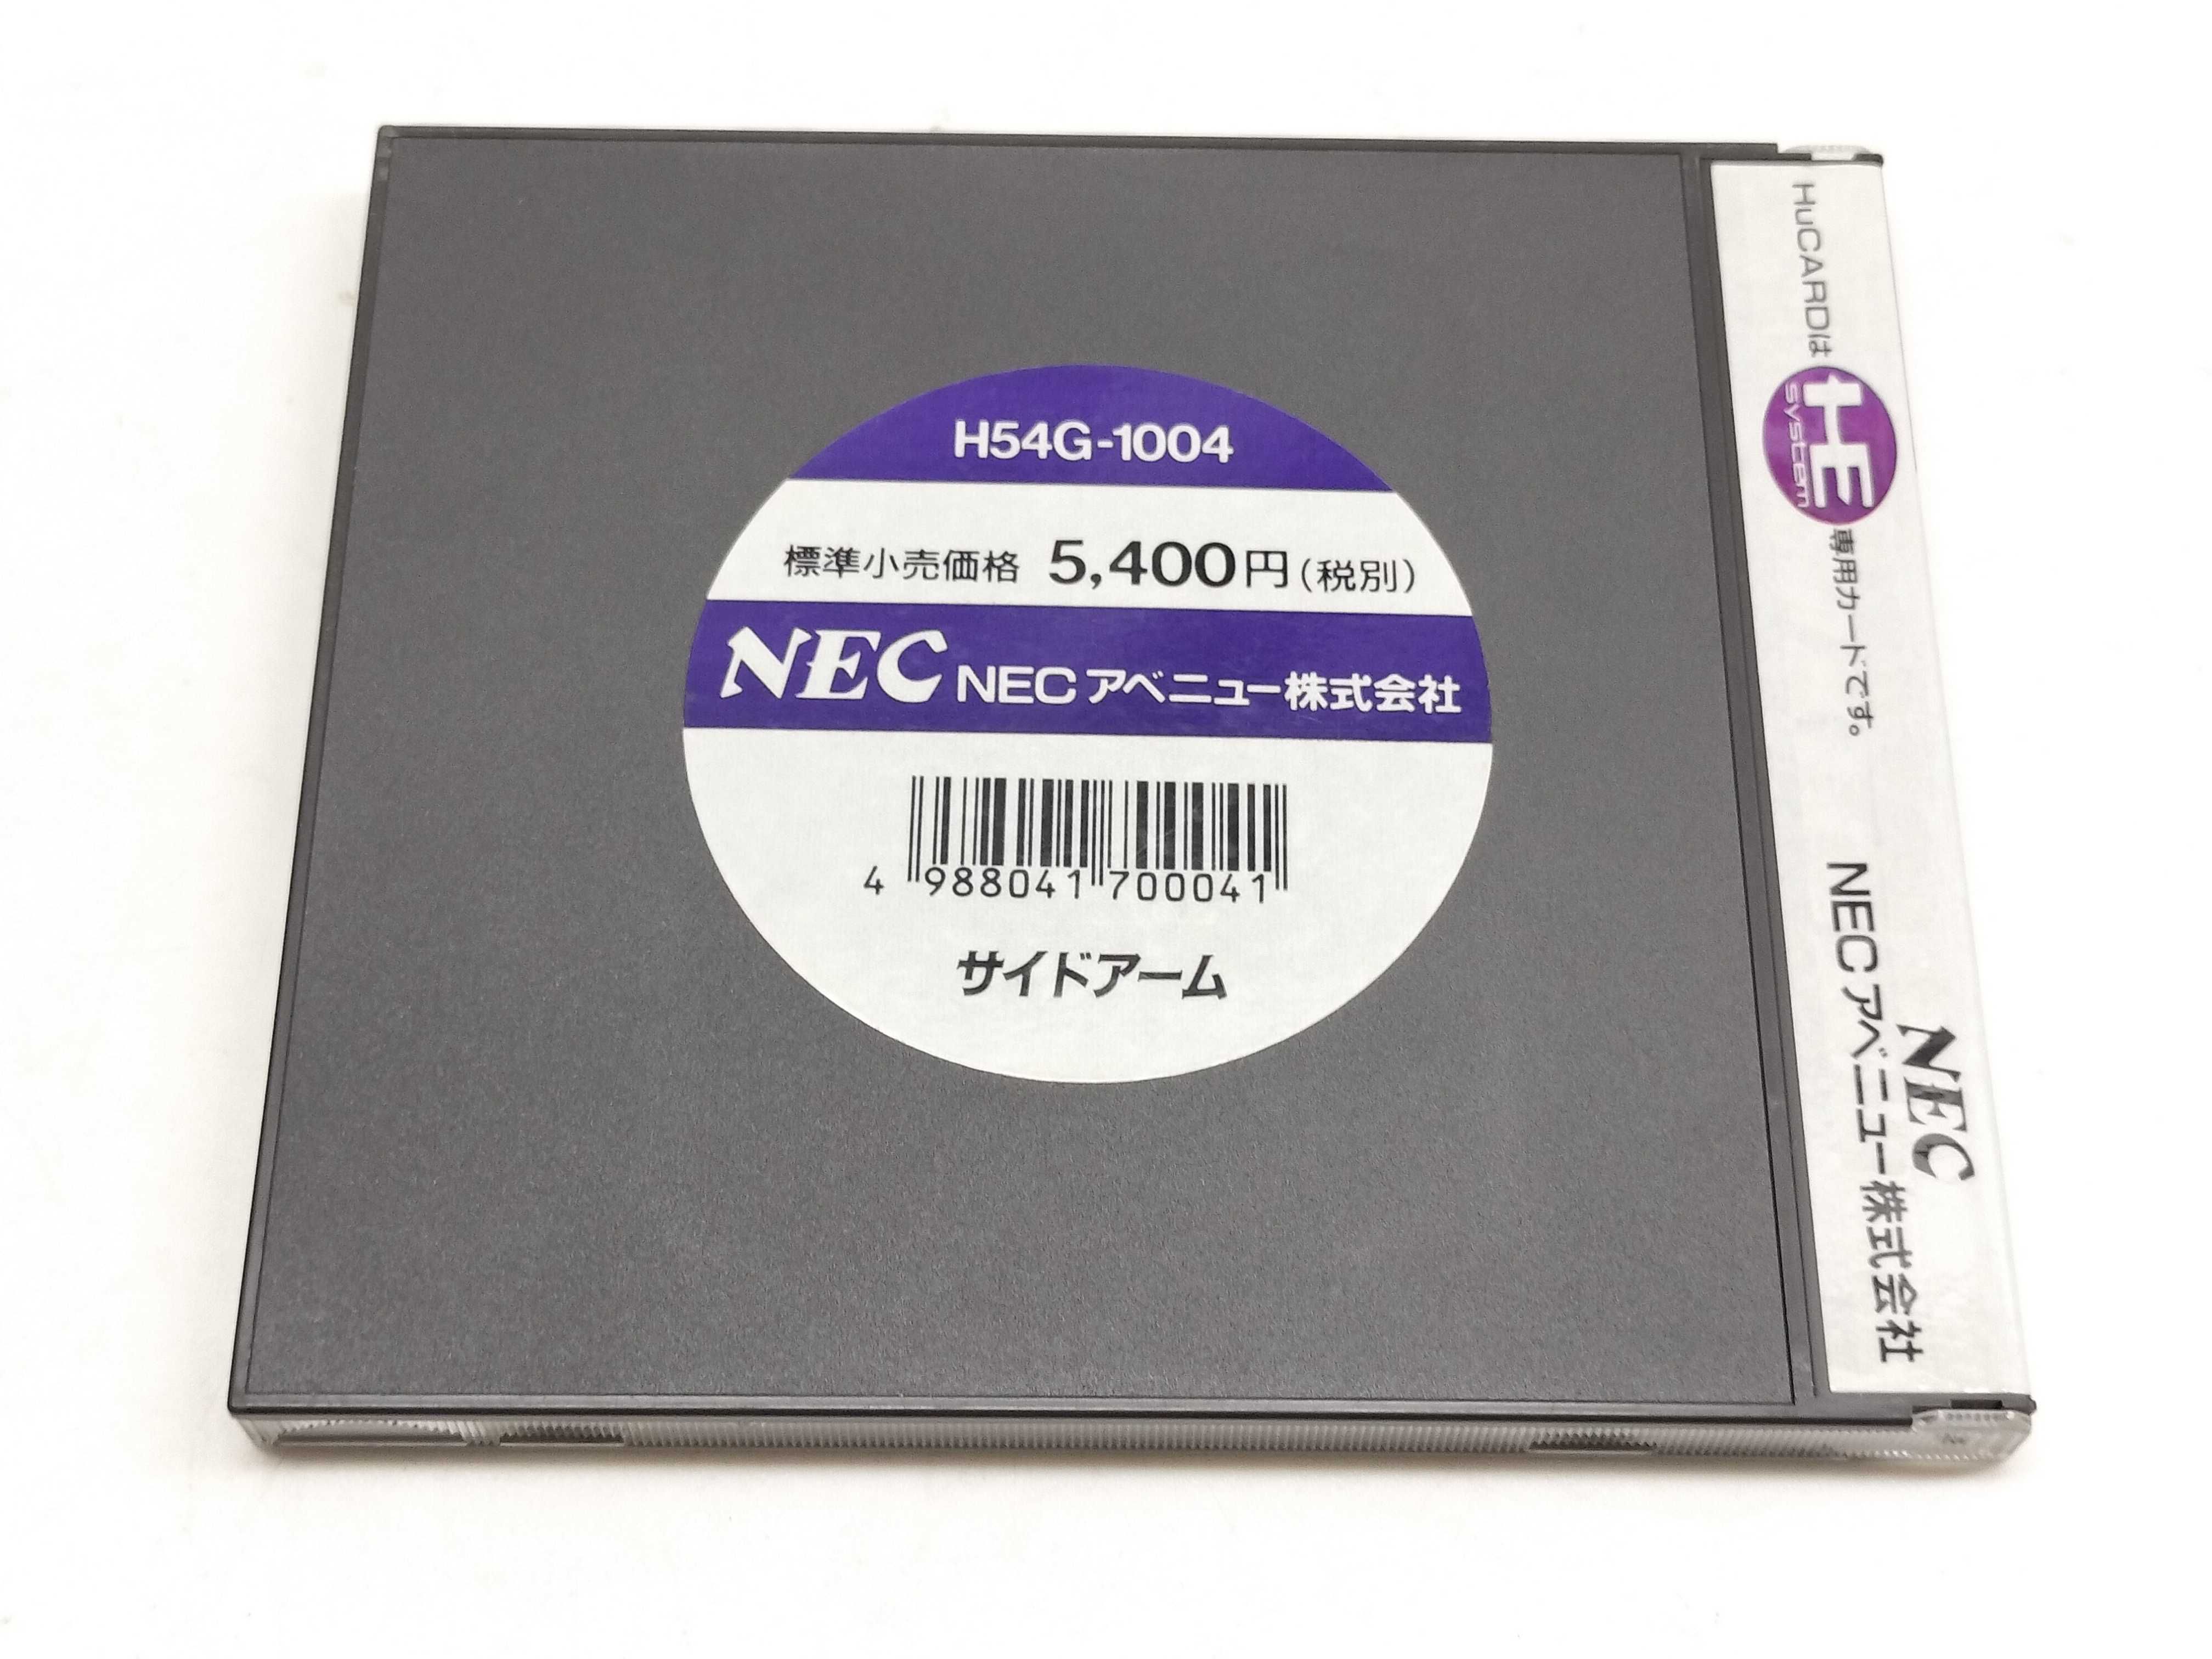 H54G-1004
標準小売価格 5,400円(税別)
NEC NECアベニュー株式会社
4 988041 700041
サイドアーム
HuCARDは HE system 専用カードです。
NEC
NECアベニュー株式会社